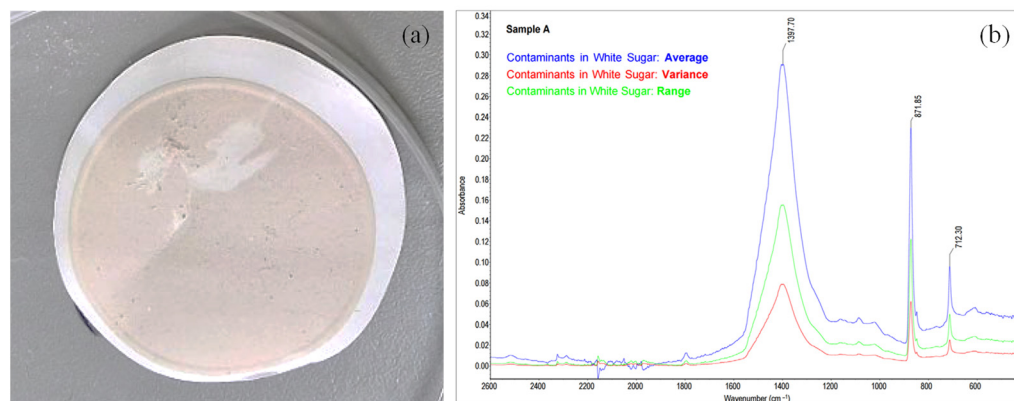 (a)
(b)
Sample A
Contaminants in White Sugar: Average
Contaminants in White Sugar: Variance
Contaminants in White Sugar: Range
1397.70
871.85
712.30
Absorbance
0.34
0.32
0.30
0.28
0.26
0.24
0.22
0.20
0.18
0.16
0.14
0.12
0.10
0.08
0.06
0.04
0.02
0.00
2600 2400 2200 2000 1800 1600 1400 1200 1000 800 600
Wavenumber (cm⁻¹)